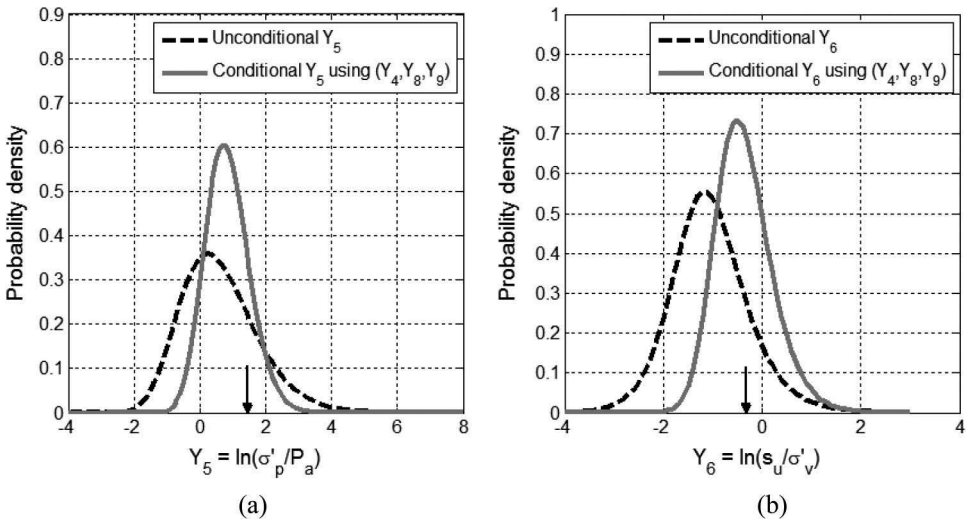 Unconditional Y5
Conditional Y5 using (Y4,Y8,Y9)
Probability density
0.9
0.8
0.7
0.6
0.5
0.4
0.3
0.2
0.1
0
-4 -2 0 2 4 6 8
Y5 = ln(σ'p/Pa)
(a)
Unconditional Y6
Conditional Y6 using (Y4,Y8,Y9)
Probability density
1
0.9
0.8
0.7
0.6
0.5
0.4
0.3
0.2
0.1
0
-4 -2 0 2 4
Y6 = ln(su/σ'v)
(b)